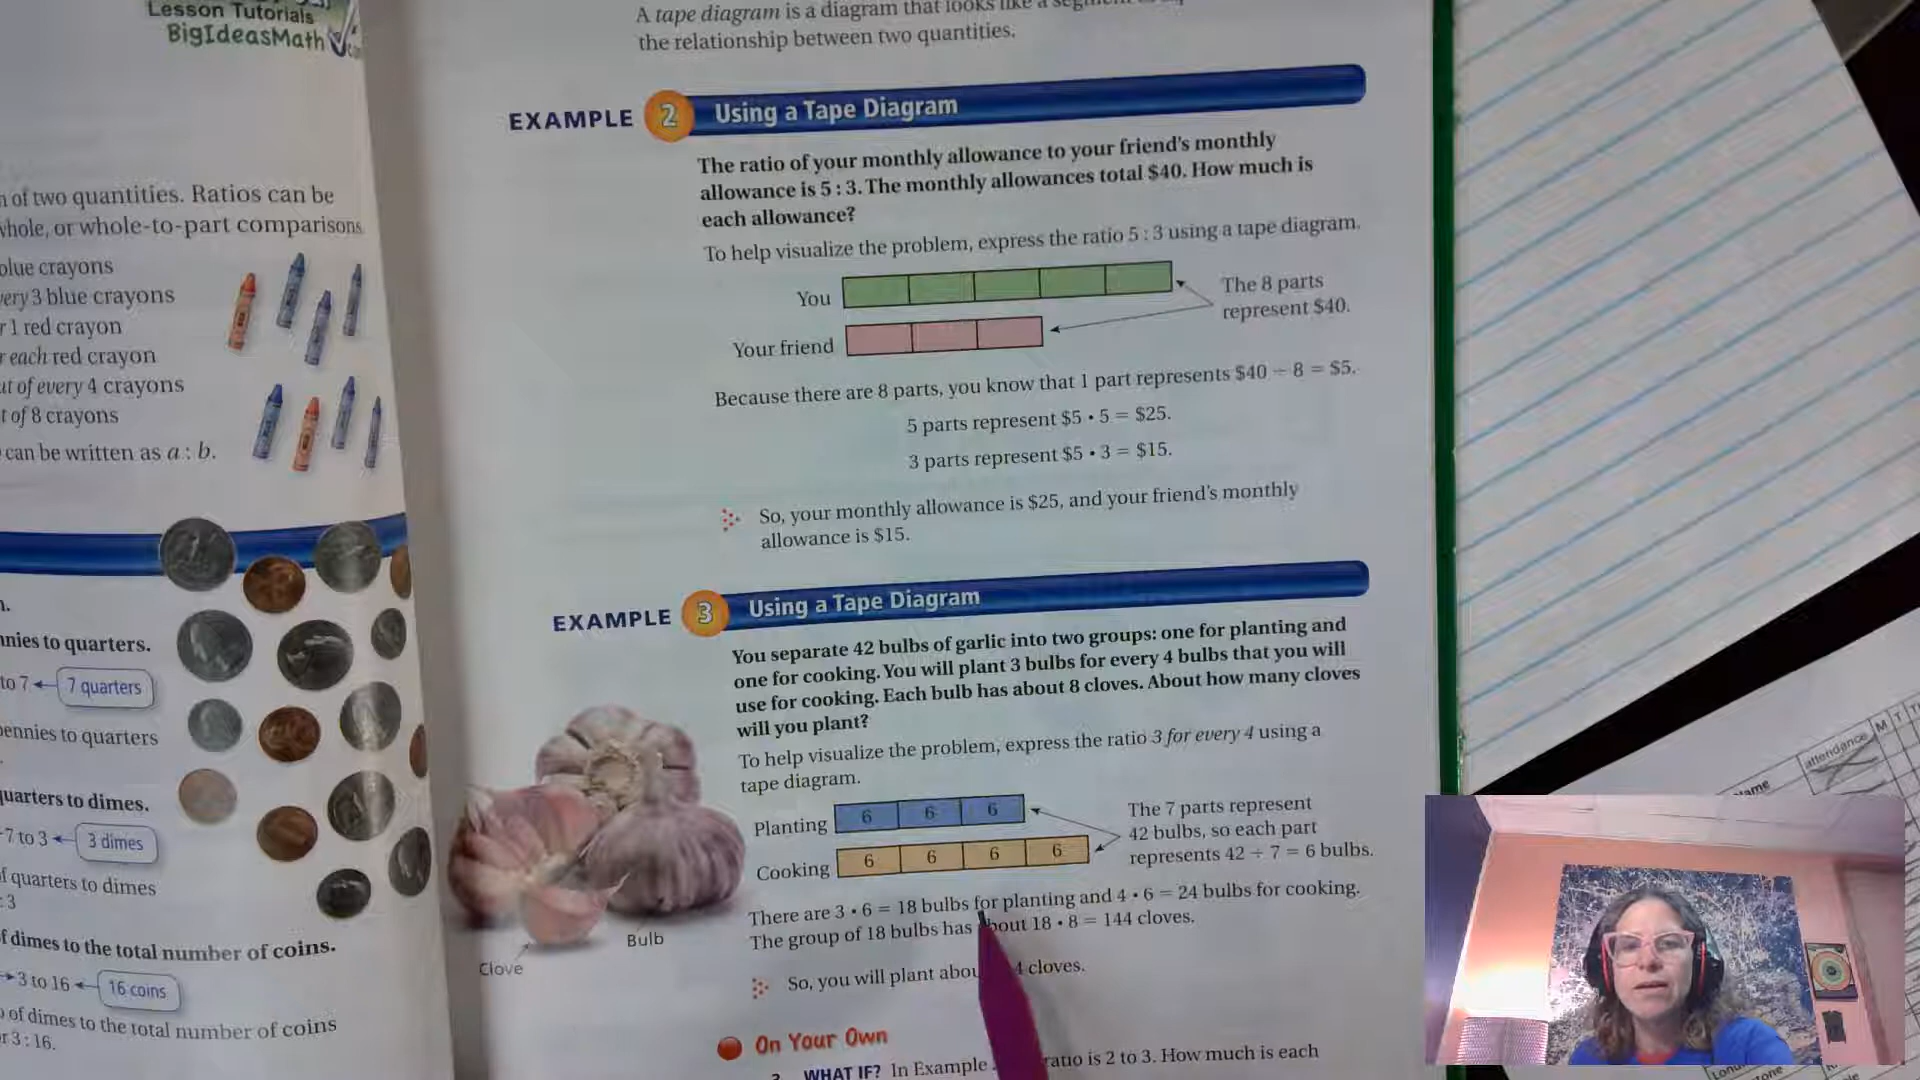 Lesson Tutorials
BigIdeasMath
of two quantities. Ratios can be
whole, or whole-to-part comparisons
blue crayons
every 3 blue crayons
r 1 red crayon
r each red crayon
ut of every 4 crayons
t of 8 crayons
can be written as a : b.
nnies to quarters.
to 7
7 quarters
pennies to quarters
quarters to dimes.
7 to 3
3 dimes
of quarters to dimes
: 3
of dimes to the total number of coins.
3 to 16
16 coins
of dimes to the total number of coins
r 3 : 16.
A tape diagram is a diagram that looks like a
the relationship between two quantities.
EXAMPLE 2 Using a Tape Diagram
The ratio of your monthly allowance to your friend's monthly
allowance is 5 : 3. The monthly allowances total $40. How much is
each allowance?
To help visualize the problem, express the ratio 5 : 3 using a tape diagram.
You
Your friend
The 8 parts
represent $40.
Because there are 8 parts, you know that 1 part represents $40 ÷ 8 = $5.
5 parts represent $5 • 5 = $25.
3 parts represent $5 • 3 = $15.
So, your monthly allowance is $25, and your friend's monthly
allowance is $15.
EXAMPLE 3 Using a Tape Diagram
You separate 42 bulbs of garlic into two groups: one for planting and
one for cooking. You will plant 3 bulbs for every 4 bulbs that you will
use for cooking. Each bulb has about 8 cloves. About how many cloves
will you plant?
To help visualize the problem, express the ratio 3 for every 4 using a
tape diagram.
Planting 6 6 6
Cooking 6 6 6 6
The 7 parts represent
42 bulbs, so each part
represents 42 ÷ 7 = 6 bulbs.
There are 3 • 6 = 18 bulbs for planting and 4 • 6 = 24 bulbs for cooking.
The group of 18 bulbs has about 18 • 8 = 144 cloves.
So, you will plant abou 4 cloves.
Clove
Bulb
On Your Own
WHAT IF? In Example ratio is 2 to 3. How much is each
attendance
M T